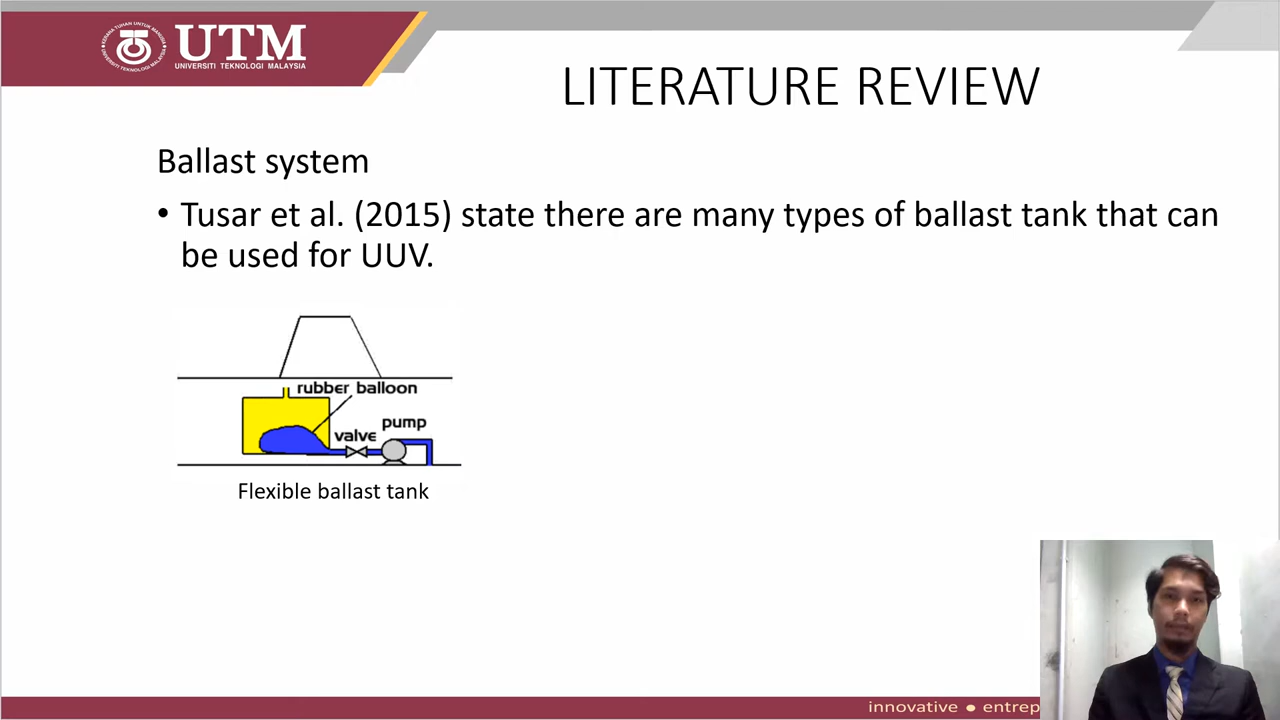 UTM
UNIVERSITI TEKNOLOGI MALAYSIA
LITERATURE REVIEW
Ballast system
• Tusar et al. (2015) state there are many types of ballast tank that can
be used for UUV.
rubber balloon
pump
valve
Flexible ballast tank
innovative ● entrep